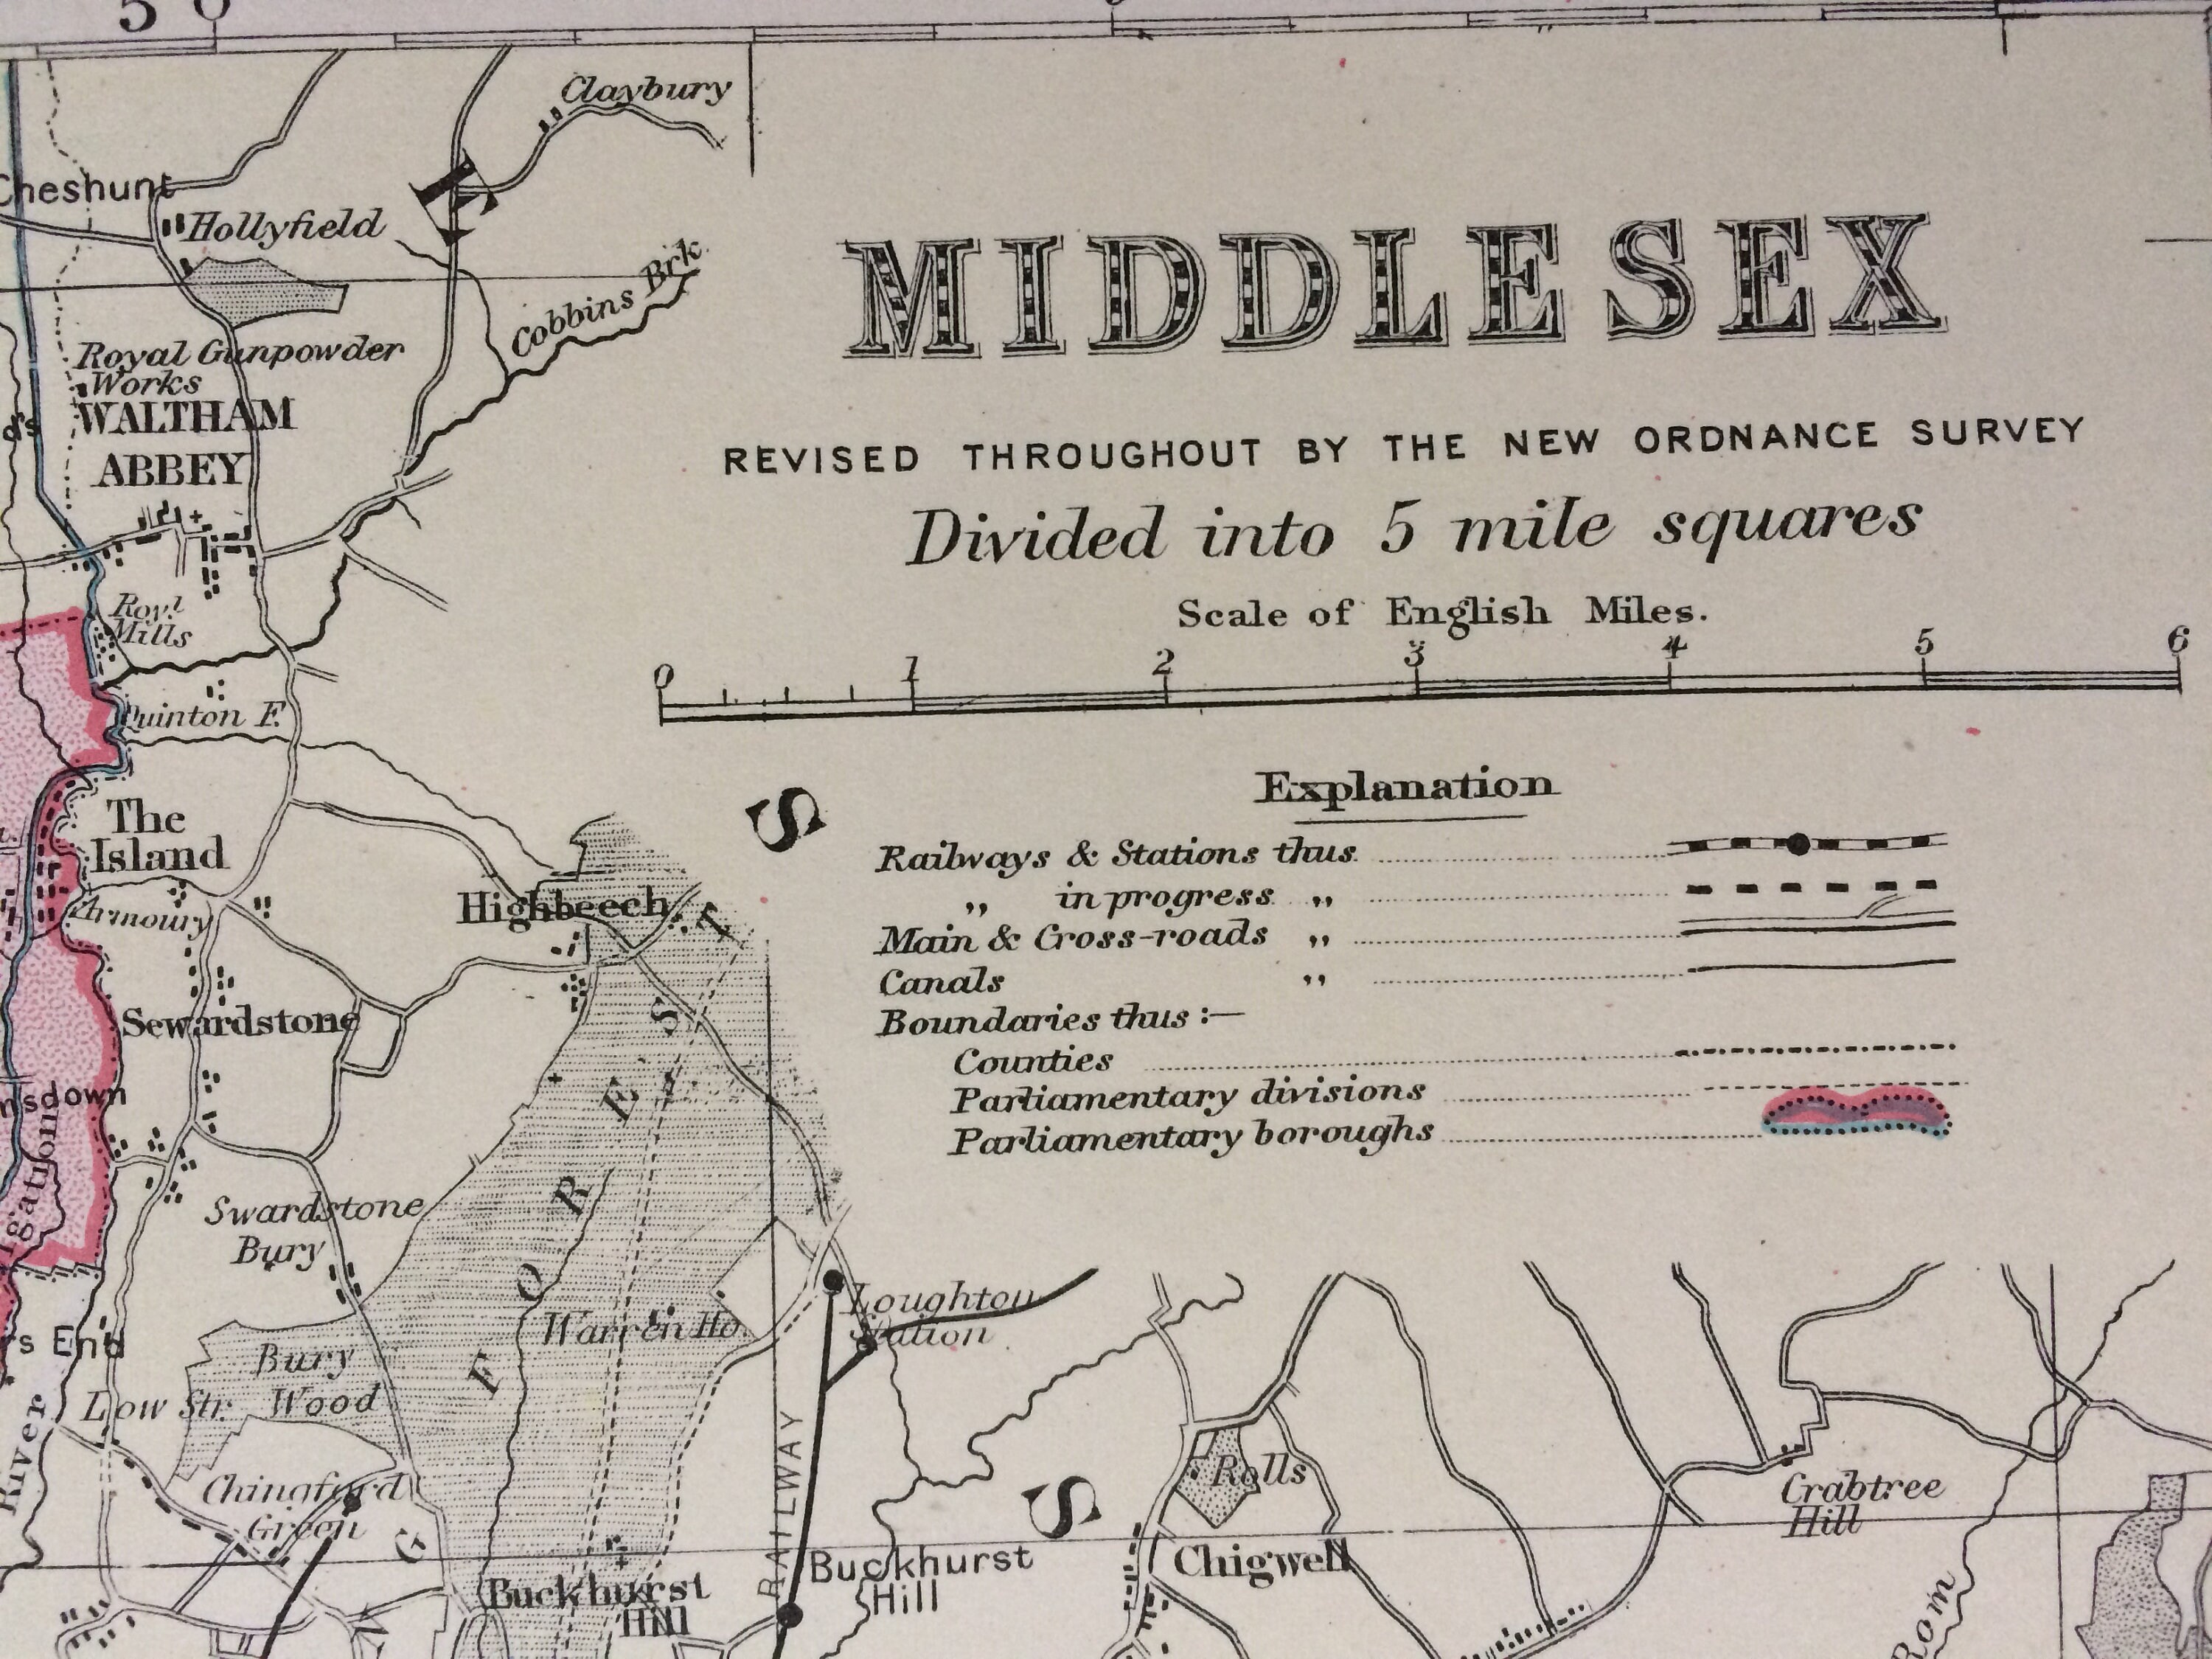 5
Claybury
Cheshunt
Hollyfield
E
Cobbins Brk.
Royal Gunpowder
Works
WALTHAM
ABBEY
Royl
Mills
Quinton F.
The
Island
Armoury
Highbeech
Sewardstone
Swardstone
Bury
Bury
Wood
Low Str.
River
Chingford
Green
Warren Ho.
FOREST
G
Loughton
Station
RAILWAY
Buckhurst
Hill
Buckhurst
Hill
S
S
Rolls
Chigwell
Crabtree
Hill
Rom
MIDDLESEX
REVISED THROUGHOUT BY THE NEW ORDNANCE SURVEY
Divided into 5 mile squares
Scale of English Miles.
0 1 2 3 4 5 6
Explanation
Railways & Stations thus
„ in progress „
Main & Cross-roads „
Canals „
Boundaries thus :—
Counties
Parliamentary divisions
Parliamentary boroughs